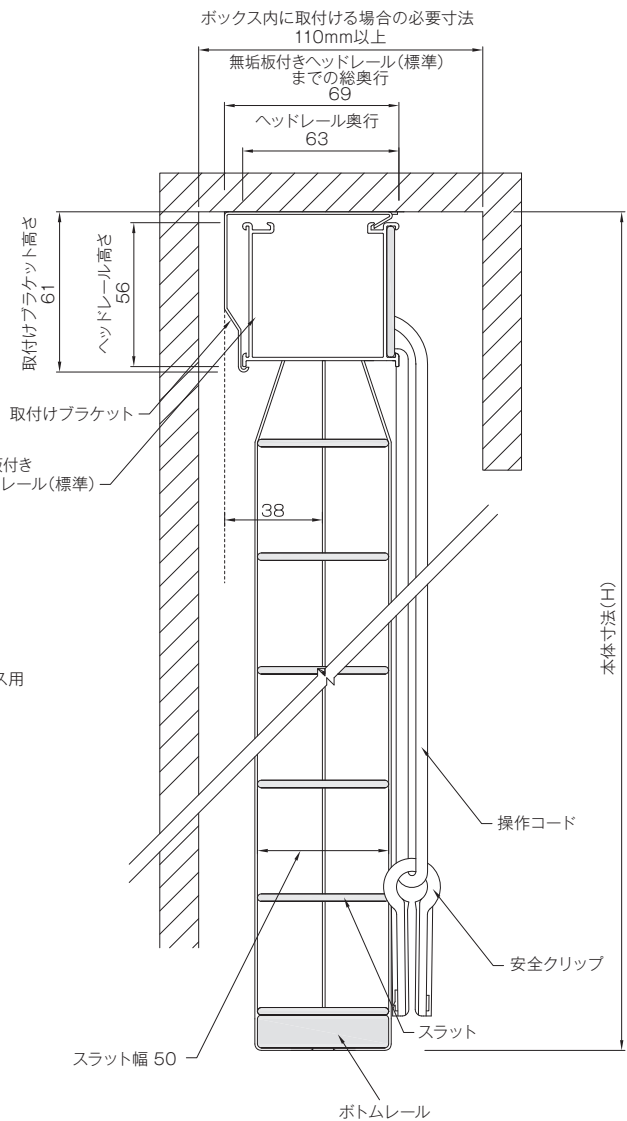 ボックス内に取付ける場合の必要寸法
110mm以上
無垢板付きヘッドレール(標準)
までの総奥行
69
ヘッドレール奥行
63
取付けブラケット高さ
61
ヘッドレール高さ
56
取付けブラケット
板付き
レール(標準)
38
本体寸法(H)
ス用
操作コード
安全クリップ
スラット
スラット幅 50
ボトムレール